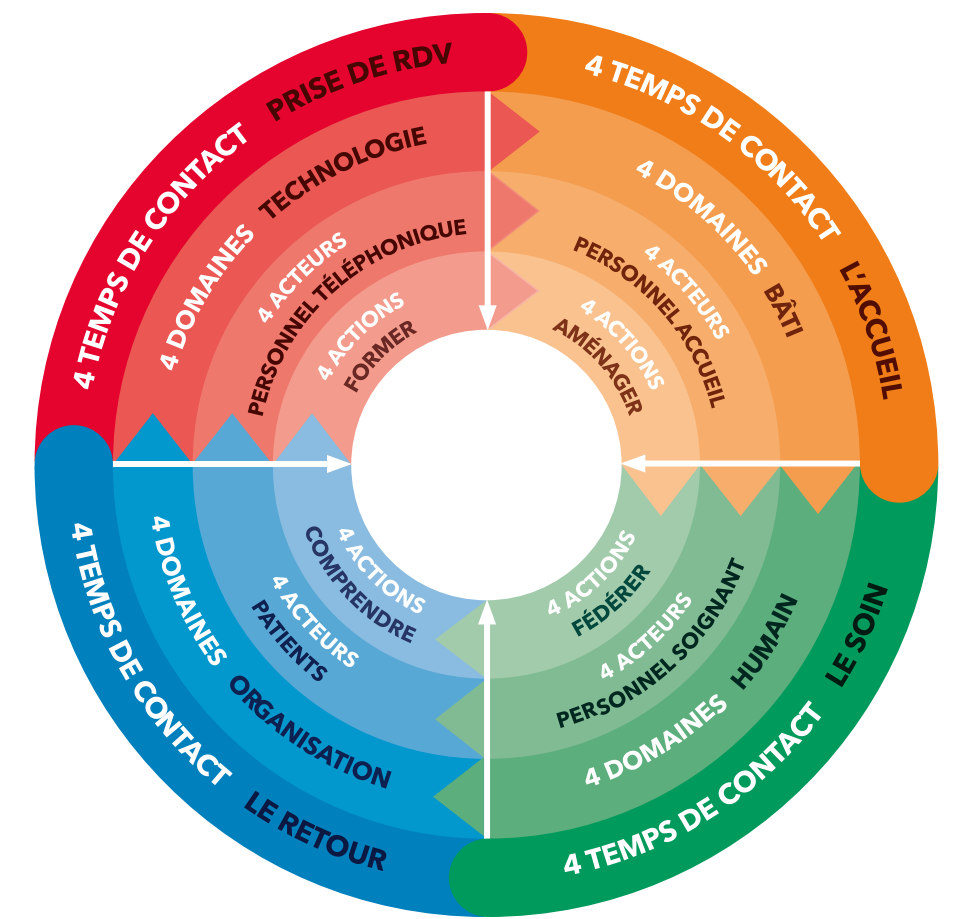 4 TEMPS DE CONTACT PRISE DE RDV
4 DOMAINES TECHNOLOGIE
4 ACTEURS
PERSONNEL TÉLÉPHONIQUE
4 ACTIONS
FORMER
4 TEMPS DE CONTACT L'ACCUEIL
4 DOMAINES BÂTI
4 ACTEURS
PERSONNEL ACCUEIL
4 ACTIONS
AMÉNAGER
4 ACTIONS
FÉDÉRER
4 ACTEURS
PERSONNEL SOIGNANT
4 DOMAINES HUMAIN
4 TEMPS DE CONTACT LE SOIN
4 ACTIONS
COMPRENDRE
4 ACTEURS
PATIENTS
4 DOMAINES ORGANISATION
4 TEMPS DE CONTACT LE RETOUR